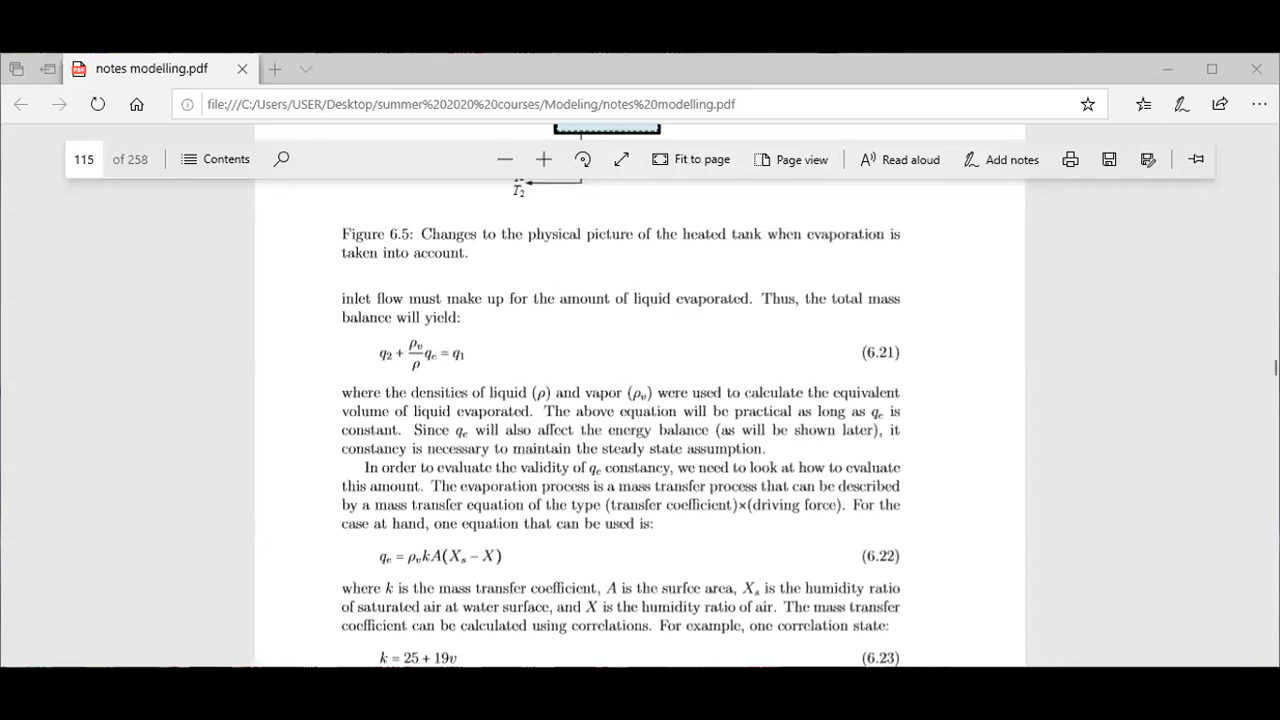 notes modelling.pdf
file:///C:/Users/USER/Desktop/summer%202020%20courses/Modeling/notes%20modelling.pdf
115 of 258 Contents Fit to page Page view Read aloud Add notes
T₂
Figure 6.5: Changes to the physical picture of the heated tank when evaporation is
taken into account.
inlet flow must make up for the amount of liquid evaporated. Thus, the total mass
balance will yield:
q₂ + ρᵥ/ρ qₑ = q₁ (6.21)
where the densities of liquid (ρ) and vapor (ρᵥ) were used to calculate the equivalent
volume of liquid evaporated. The above equation will be practical as long as qₑ is
constant. Since qₑ will also affect the energy balance (as will be shown later), it
constancy is necessary to maintain the steady state assumption.
In order to evaluate the validity of qₑ constancy, we need to look at how to evaluate
this amount. The evaporation process is a mass transfer process that can be described
by a mass transfer equation of the type (transfer coefficient)×(driving force). For the
case at hand, one equation that can be used is:
qₑ = ρᵥkA(Xₛ − X) (6.22)
where k is the mass transfer coefficient, A is the surfce area, Xₛ is the humidity ratio
of saturated air at water surface, and X is the humidity ratio of air. The mass transfer
coefficient can be calculated using correlations. For example, one correlation state:
k = 25 + 19v (6.23)